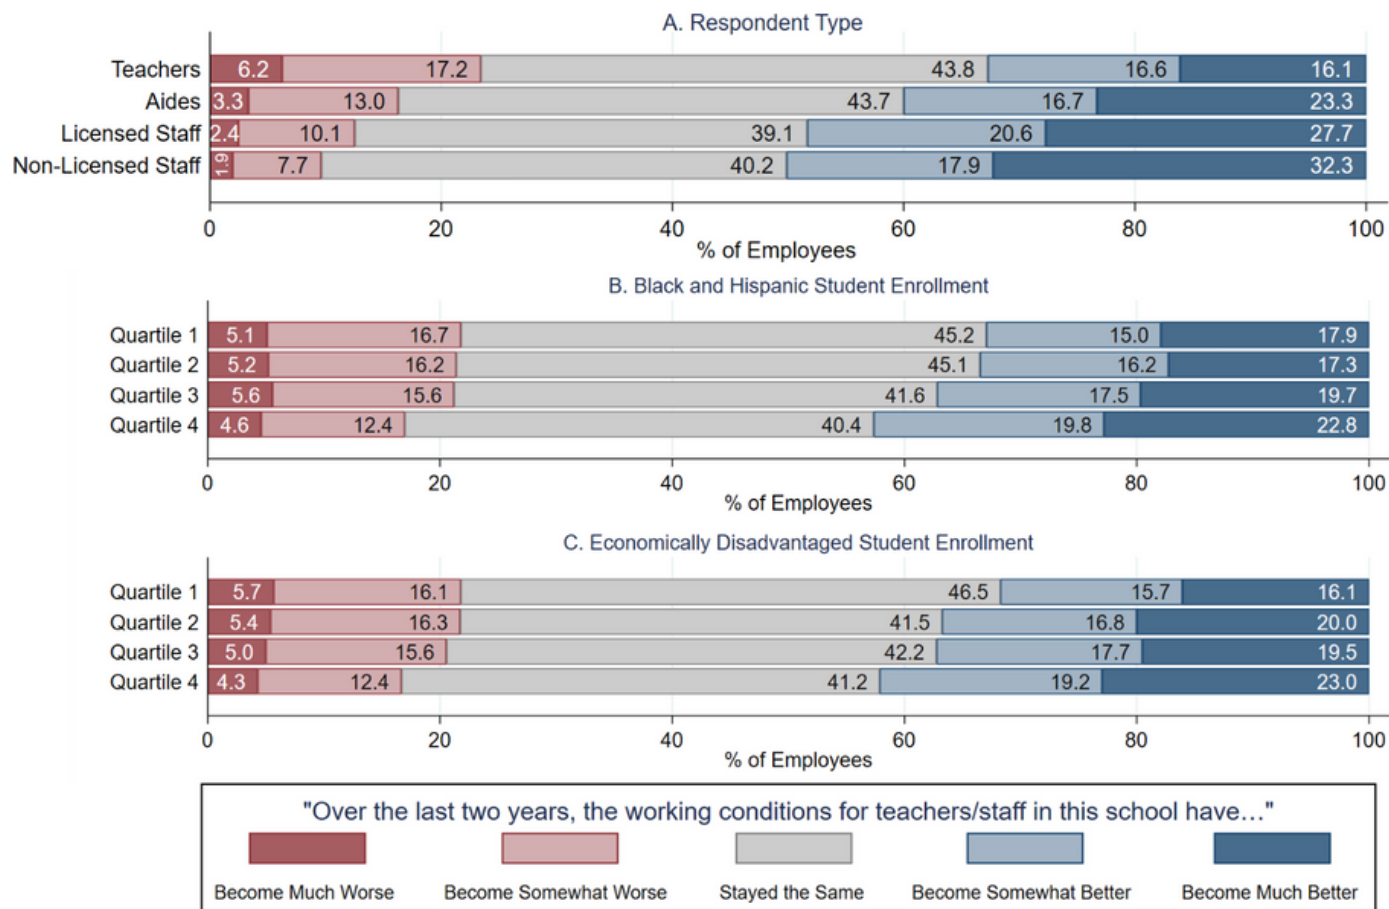 A. Respondent Type
Teachers 6.2 17.2 43.8 16.6 16.1
Aides 3.3 13.0 43.7 16.7 23.3
Licensed Staff 2.4 10.1 39.1 20.6 27.7
Non-Licensed Staff 1.9 7.7 40.2 17.9 32.3
0 20 40 60 80 100
% of Employees
B. Black and Hispanic Student Enrollment
Quartile 1 5.1 16.7 45.2 15.0 17.9
Quartile 2 5.2 16.2 45.1 16.2 17.3
Quartile 3 5.6 15.6 41.6 17.5 19.7
Quartile 4 4.6 12.4 40.4 19.8 22.8
0 20 40 60 80 100
% of Employees
C. Economically Disadvantaged Student Enrollment
Quartile 1 5.7 16.1 46.5 15.7 16.1
Quartile 2 5.4 16.3 41.5 16.8 20.0
Quartile 3 5.0 15.6 42.2 17.7 19.5
Quartile 4 4.3 12.4 41.2 19.2 23.0
0 20 40 60 80 100
% of Employees
"Over the last two years, the working conditions for teachers/staff in this school have…"
Become Much Worse Become Somewhat Worse Stayed the Same Become Somewhat Better Become Much Better